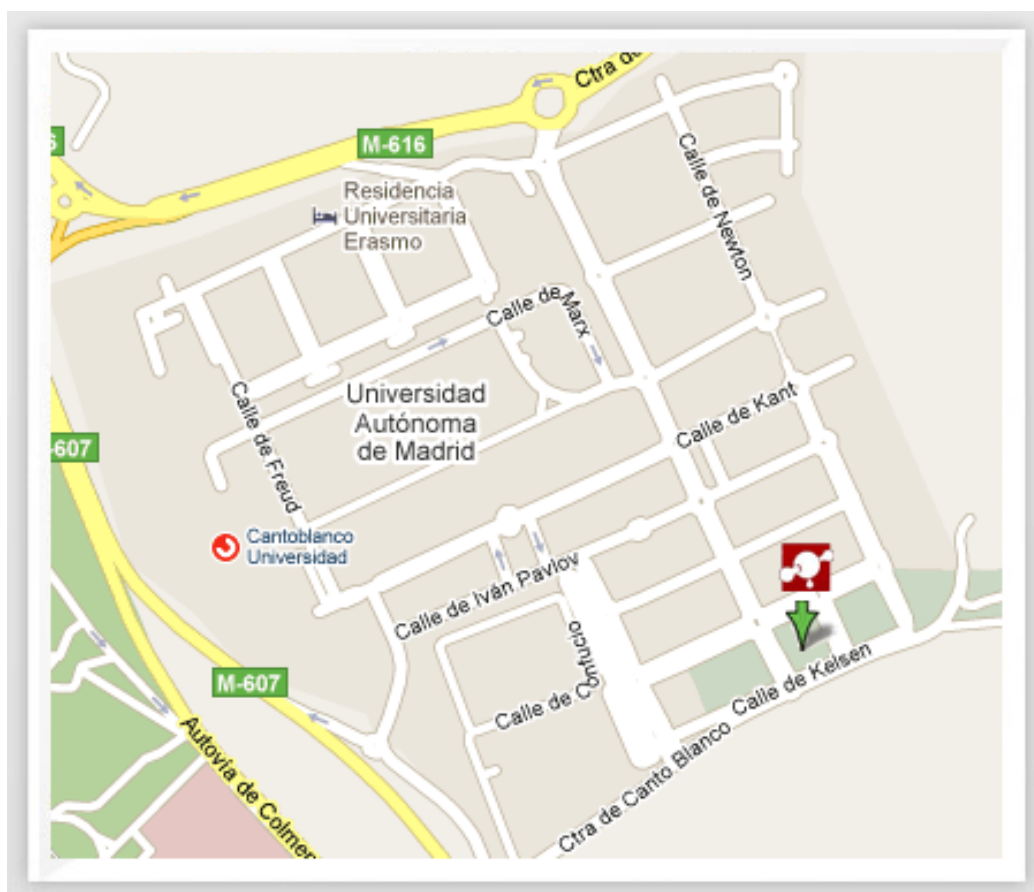 Ctra de
6
M-616
Calle de Newton
Residencia
Universitaria
Erasmo
Calle de Marx
Universidad
Autónoma
de Madrid
Calle de Kant
Calle de Freud
-607
Cantoblanco
Universidad
Calle de Iván Pavlov
Calle de Confucio
M-607
Calle de Kelsen
Ctra de Canto Blanco
Autovía de Colmen